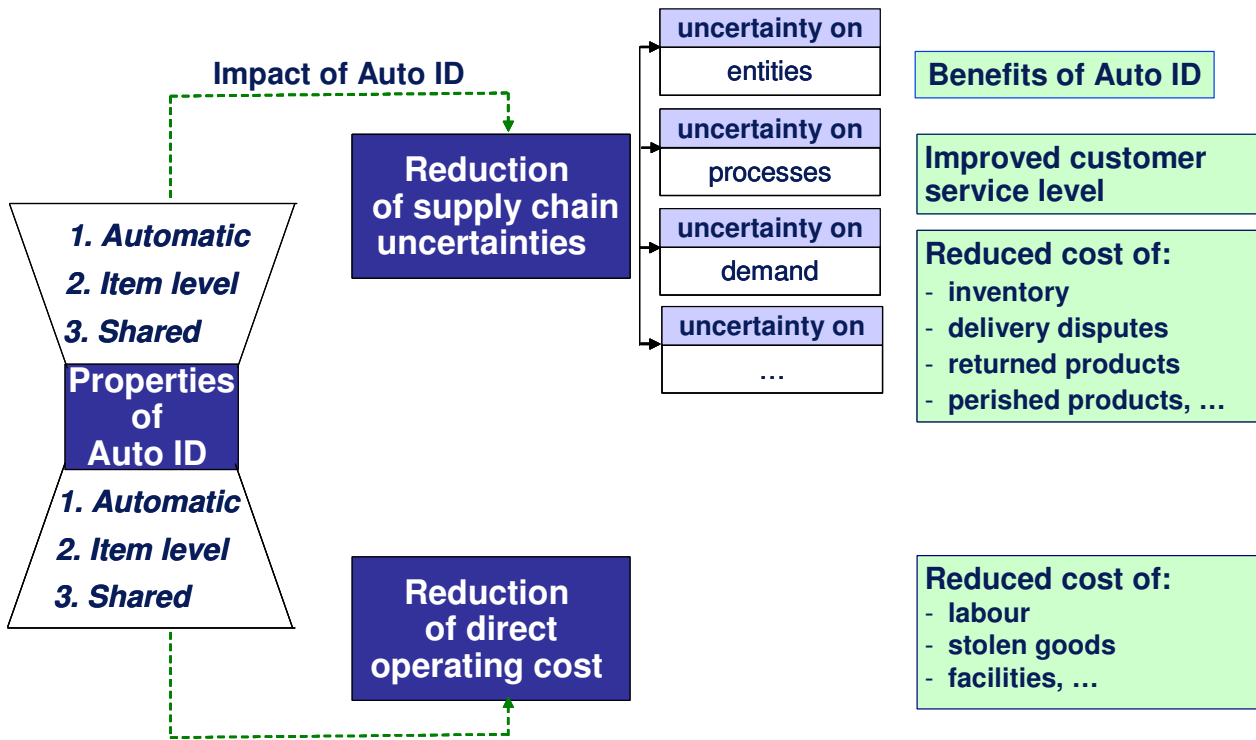 Impact of Auto ID
1. Automatic
2. Item level
3. Shared
Properties
of
Auto ID
1. Automatic
2. Item level
3. Shared
Reduction
of supply chain
uncertainties
uncertainty on
entities
uncertainty on
processes
uncertainty on
demand
uncertainty on
…
Reduction
of direct
operating cost
Benefits of Auto ID
Improved customer
service level
Reduced cost of:
- inventory
- delivery disputes
- returned products
- perished products, …
Reduced cost of:
- labour
- stolen goods
- facilities, …